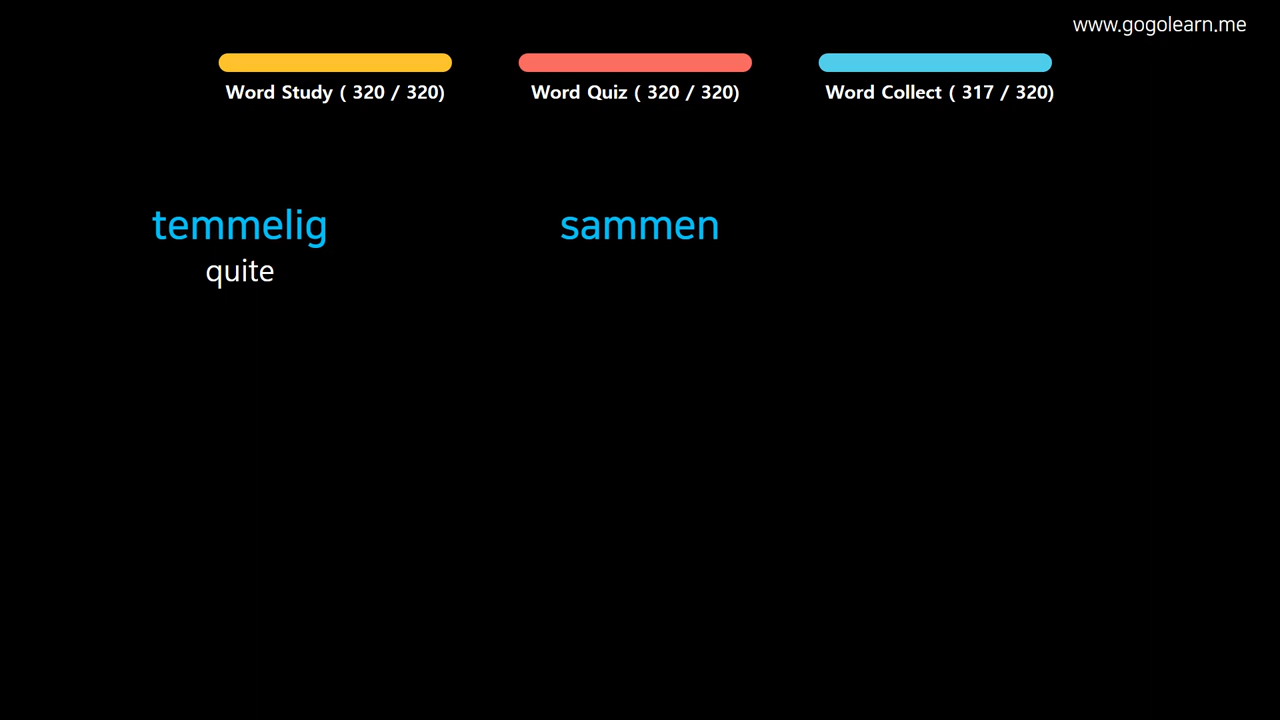 www.gogolearn.me
Word Study ( 320 / 320)
Word Quiz ( 320 / 320)
Word Collect ( 317 / 320)
temmelig
quite
sammen